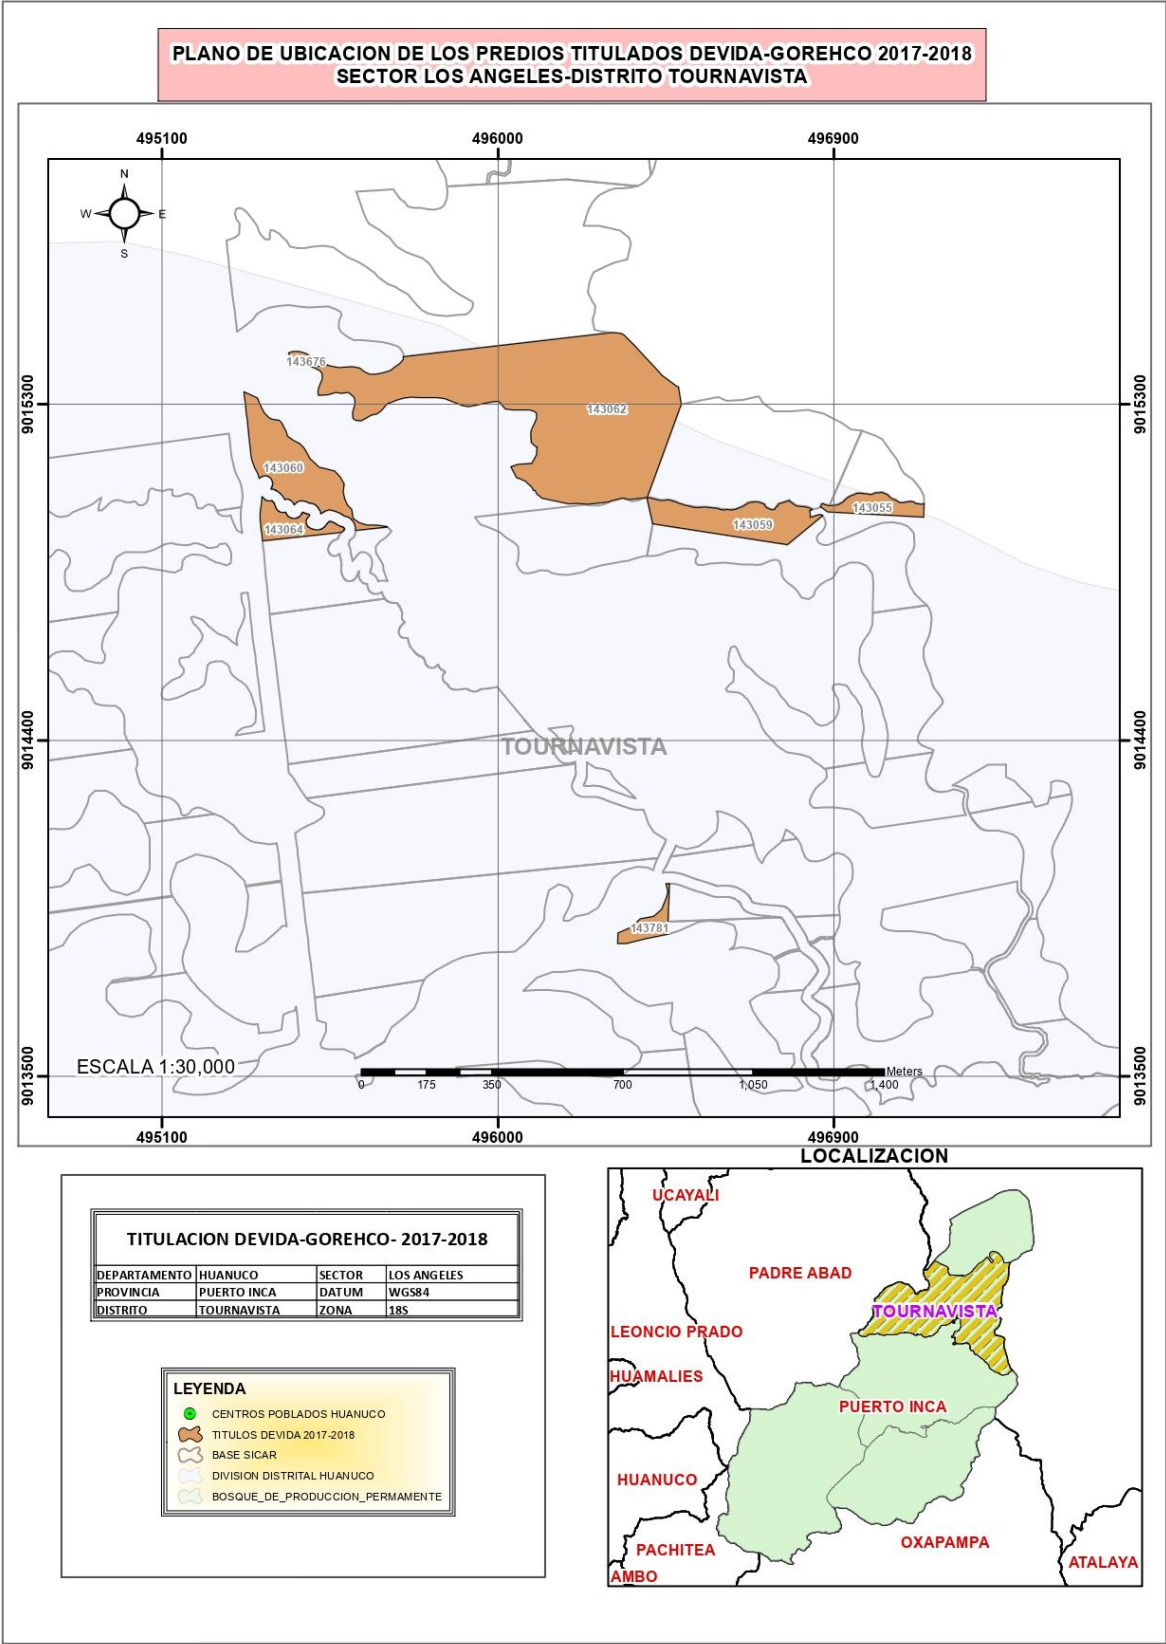 PLANO DE UBICACION DE LOS PREDIOS TITULADOS DEVIDA-GOREHCO 2017-2018
SECTOR LOS ANGELES-DISTRITO TOURNAVISTA
495100 496000 496900
N
W E
S
143676
9015300 143062 9015300
143060
143064 143059 143055
9014400 TOURNAVISTA 9014400
143781
ESCALA 1:30,000
9013500 9013500
Meters
0 175 350 700 1,050 1,400
495100 496000 496900
LOCALIZACION
TITULACION DEVIDA-GOREHCO- 2017-2018
DEPARTAMENTO HUANUCO SECTOR LOS ANGELES
PROVINCIA PUERTO INCA DATUM WGS84
DISTRITO TOURNAVISTA ZONA 18S
LEYENDA
CENTROS POBLADOS HUANUCO
TITULOS DEVIDA 2017-2018
BASE SICAR
DIVISION DISTRITAL HUANUCO
BOSQUE_DE_PRODUCCION_PERMAMENTE
UCAYALI
PADRE ABAD
TOURNAVISTA
LEONCIO PRADO
HUAMALIES
PUERTO INCA
HUANUCO
OXAPAMPA
PACHITEA
ATALAYA
AMBO